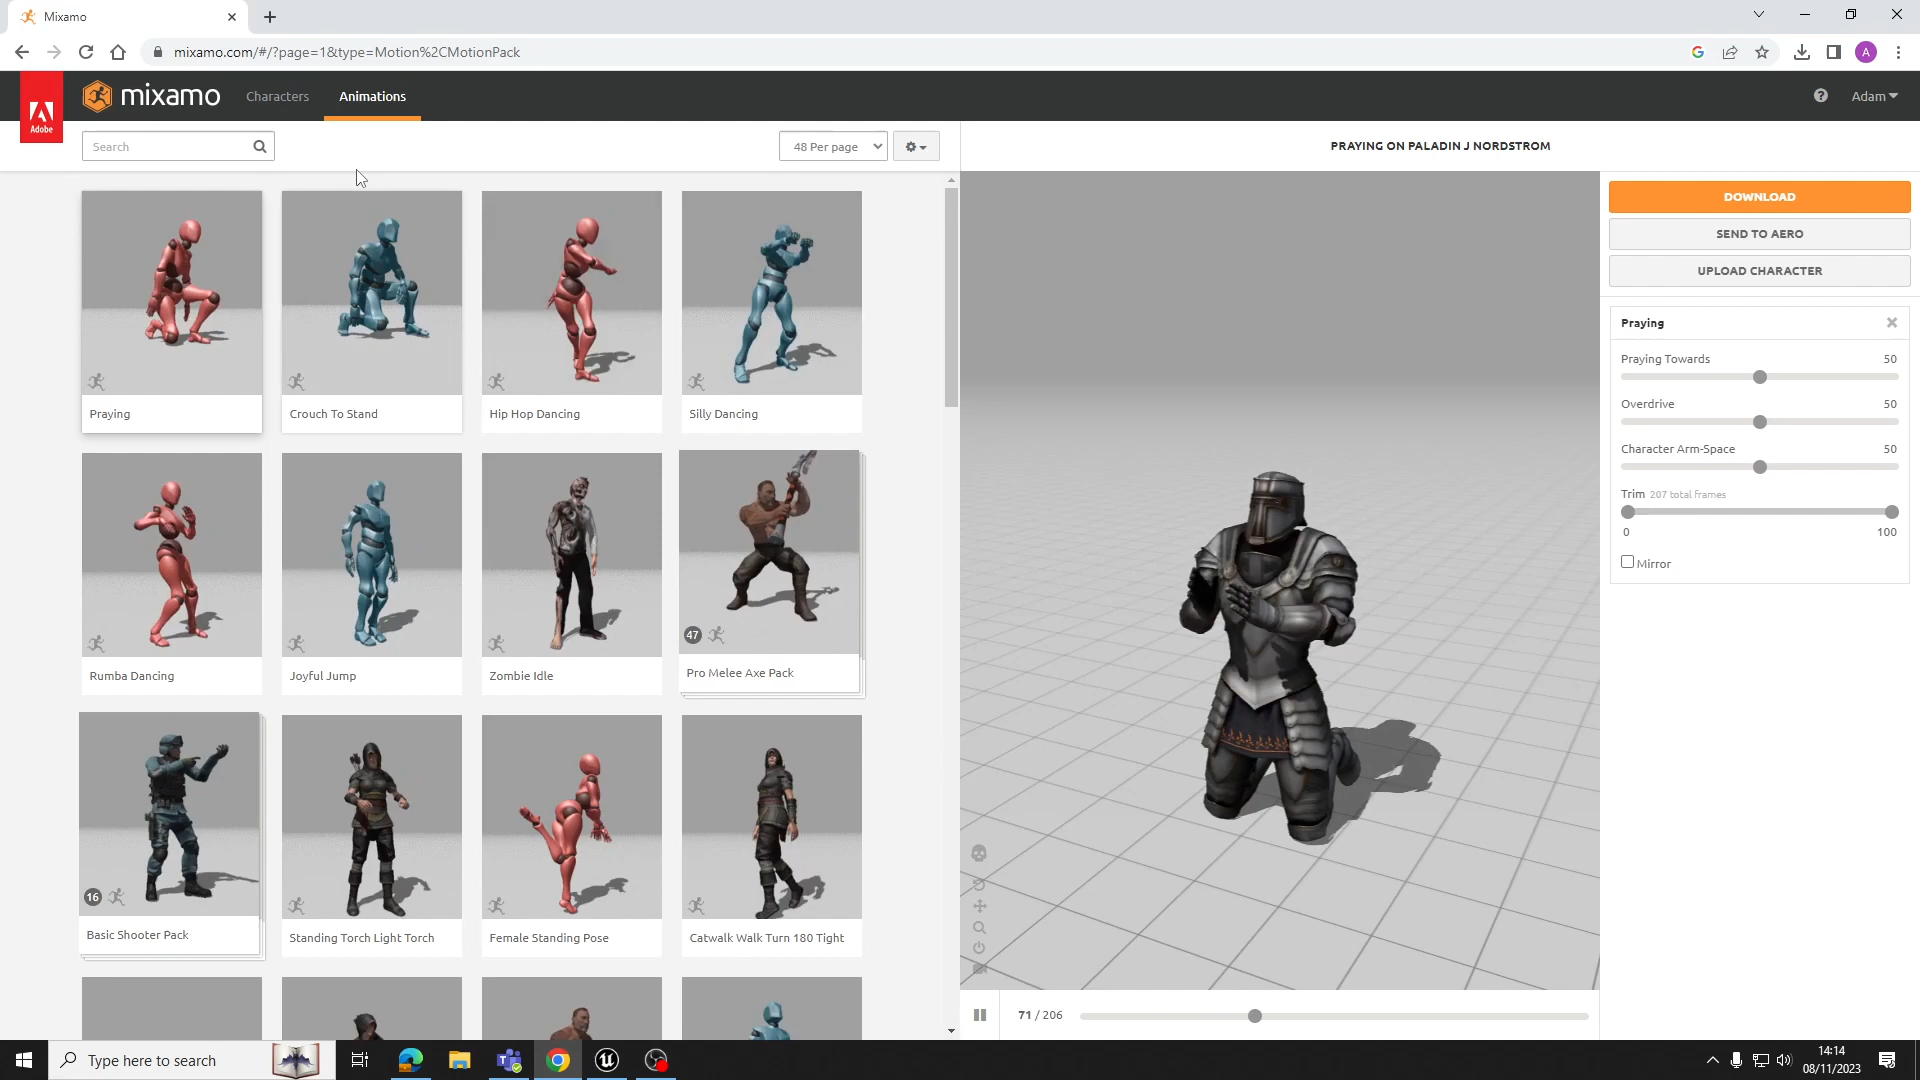 Mixamo
mixamo.com/#/?page=1&type=Motion%2CMotionPack
A
Adobe
mixamo
Characters
Animations
Adam
Search
48 Per page
PRAYING ON PALADIN J NORDSTROM
DOWNLOAD
SEND TO AERO
UPLOAD CHARACTER
Praying
Praying Towards
50
Overdrive
50
Character Arm-Space
50
Trim 207 total frames
0
100
Mirror
Praying
Crouch To Stand
Hip Hop Dancing
Silly Dancing
47
Rumba Dancing
Joyful Jump
Zombie Idle
Pro Melee Axe Pack
16
Basic Shooter Pack
Standing Torch Light Torch
Female Standing Pose
Catwalk Walk Turn 180 Tight
71 / 206
Type here to search
14:14
08/11/2023